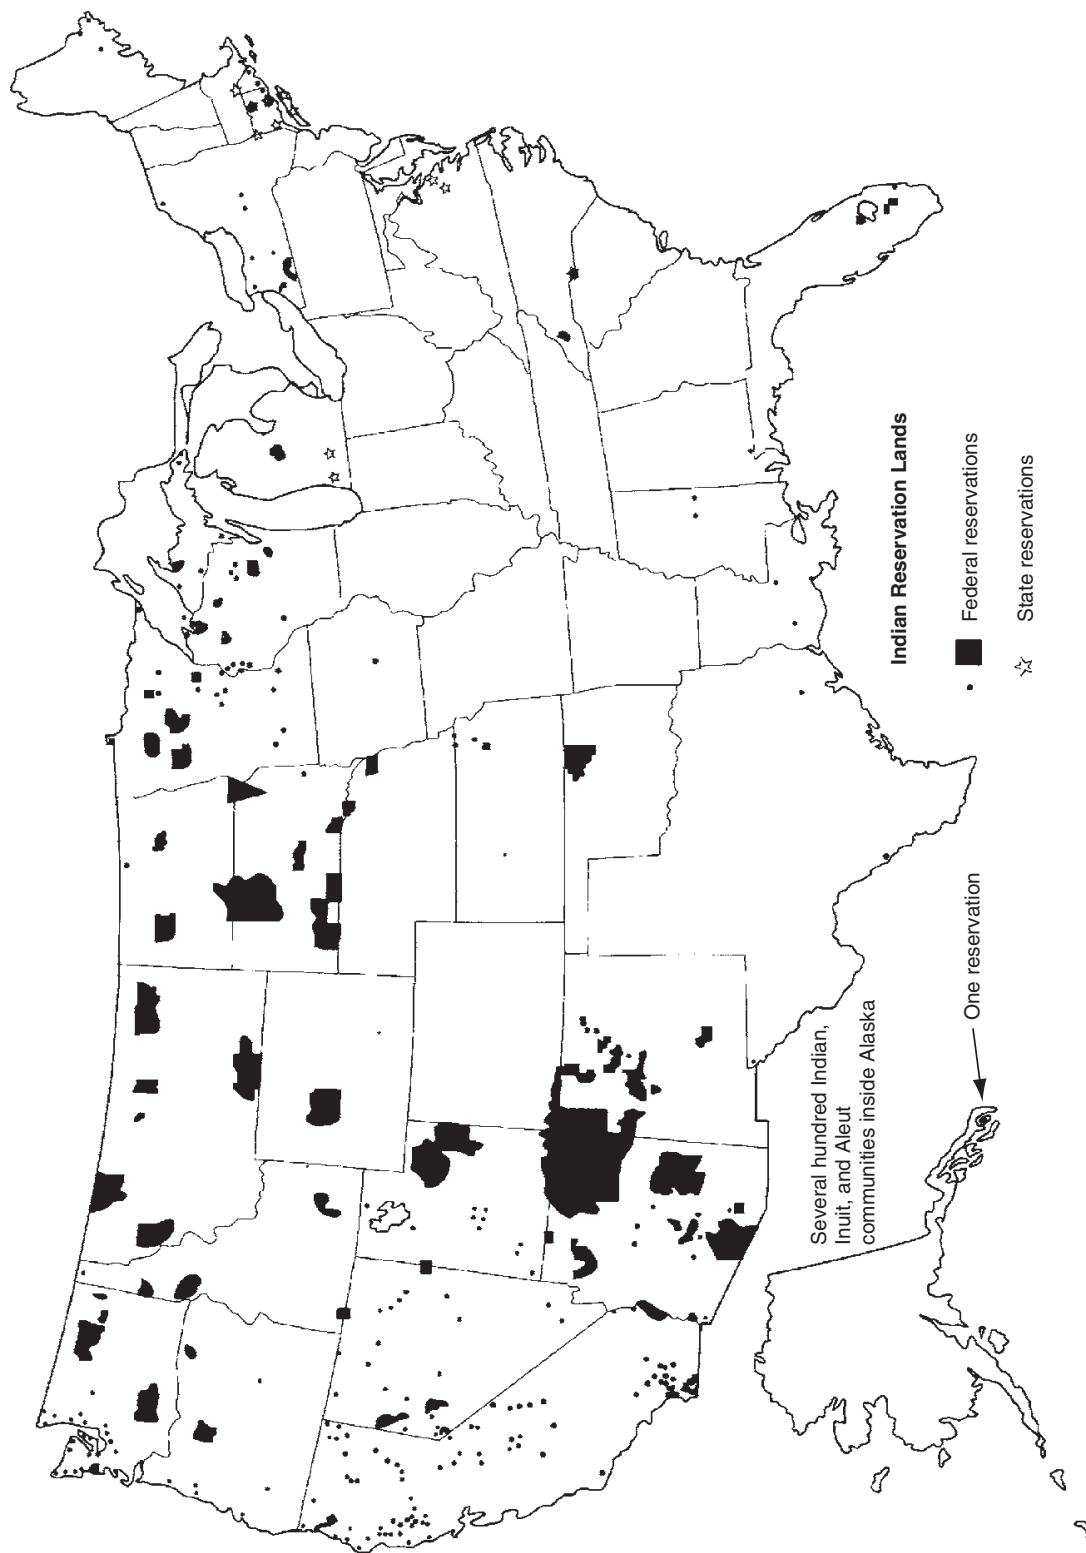 Indian Reservation Lands
Federal reservations
State reservations
Several hundred Indian,
Inuit, and Aleut
communities inside Alaska
One reservation